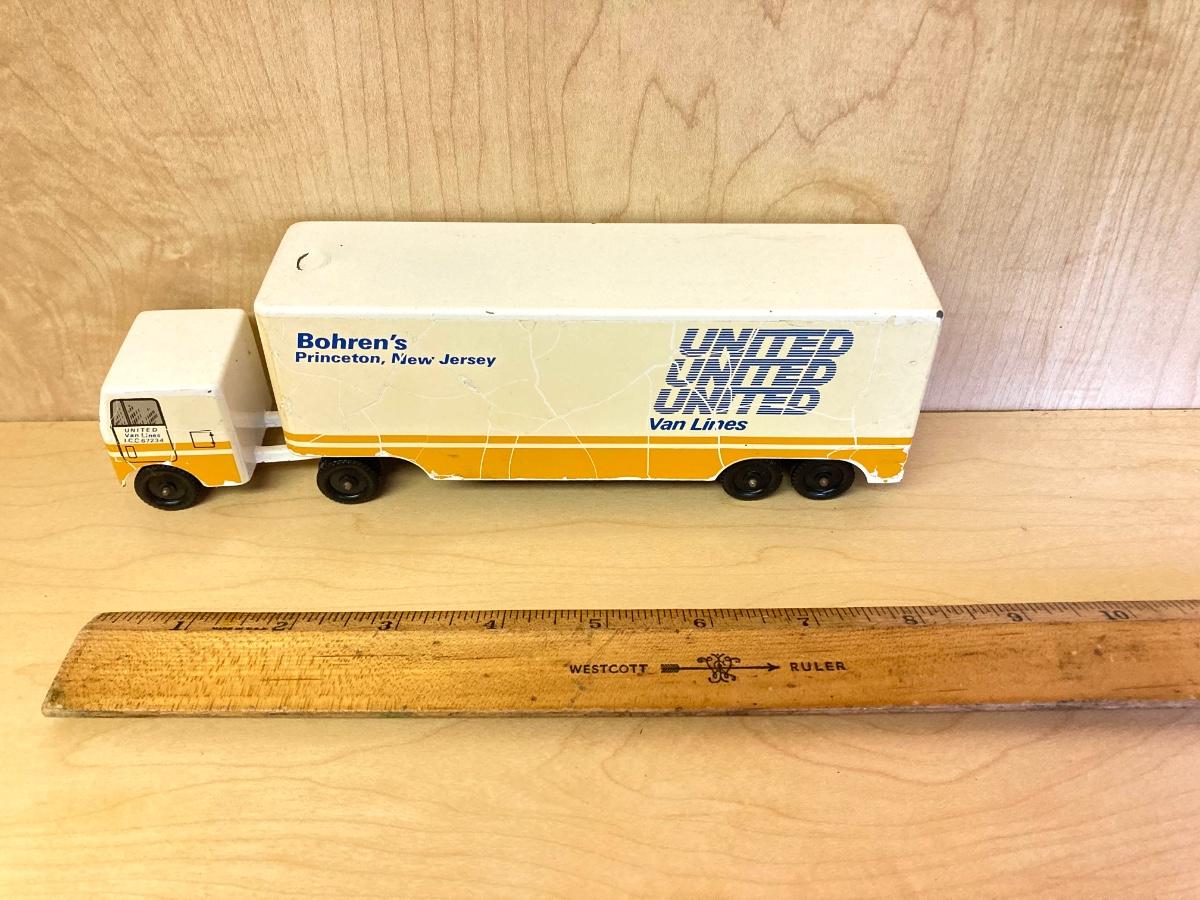 Bohren's
Princeton, New Jersey
UNITED
UNITED
UNITED
Van Lines
UNITED
Van Lines
I.C.C. 67234
1 2 3 4 5 6 7 8 9 10
WESTCOTT RULER